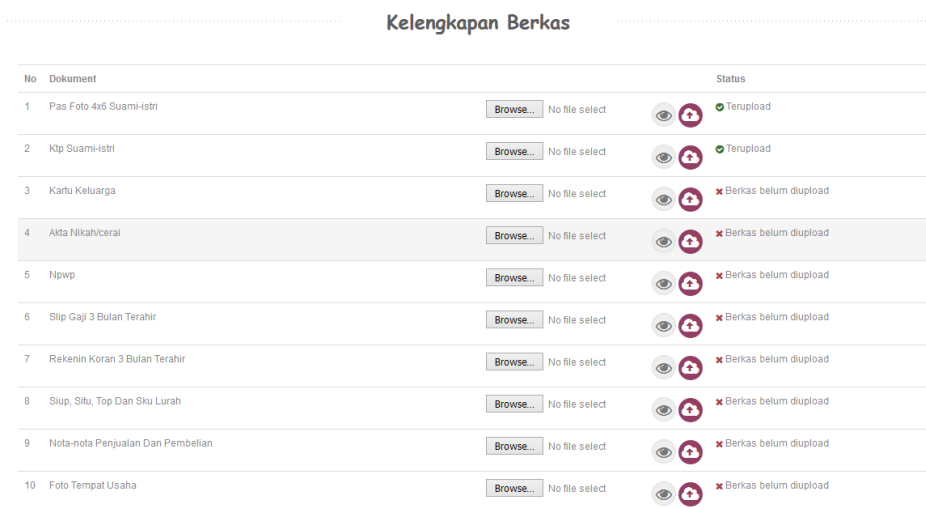 Kelengkapan Berkas
No Dokument Status
1 Pas Foto 4x6 Suami-istri Browse... No file select Terupload
2 Ktp Suami-istri Browse... No file select Terupload
3 Kartu Keluarga Browse... No file select Berkas belum diupload
4 Akta Nikah/cerai Browse... No file select Berkas belum diupload
5 Npwp Browse... No file select Berkas belum diupload
6 Slip Gaji 3 Bulan Terahir Browse... No file select Berkas belum diupload
7 Rekenin Koran 3 Bulan Terahir Browse... No file select Berkas belum diupload
8 Siup, Situ, Top Dan Sku Lurah Browse... No file select Berkas belum diupload
9 Nota-nota Penjualan Dan Pembelian Browse... No file select Berkas belum diupload
10 Foto Tempat Usaha Browse... No file select Berkas belum diupload